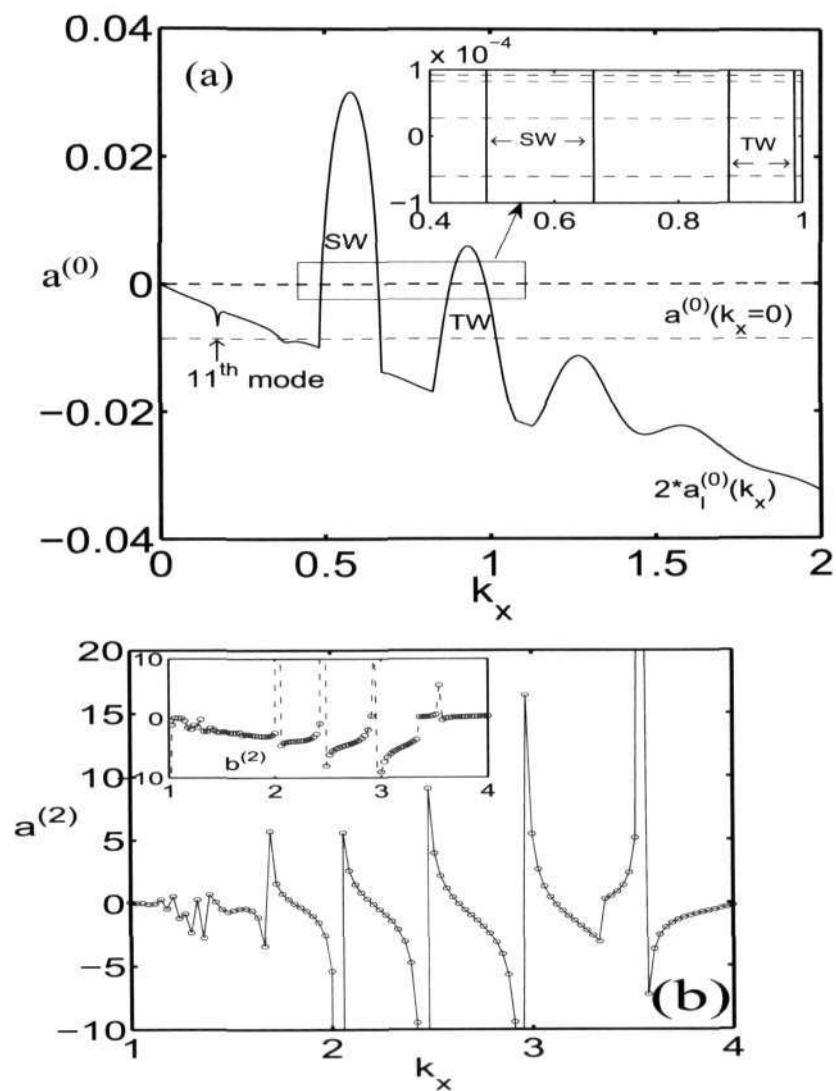 (a)
0.04
0.02
0
−0.02
−0.04
a^(0)
× 10^−4
1
0
−1
0.4
0.6
0.8
1
SW
TW
SW
TW
a^(0)(k_x=0)
11^th mode
2*a_l^(0)(k_x)
0
0.5
1
1.5
2
k_x
20
15
10
5
0
−5
−10
a^(2)
10
0
10
b^(2)
1
2
3
4
(b)
1
2
3
4
k_x